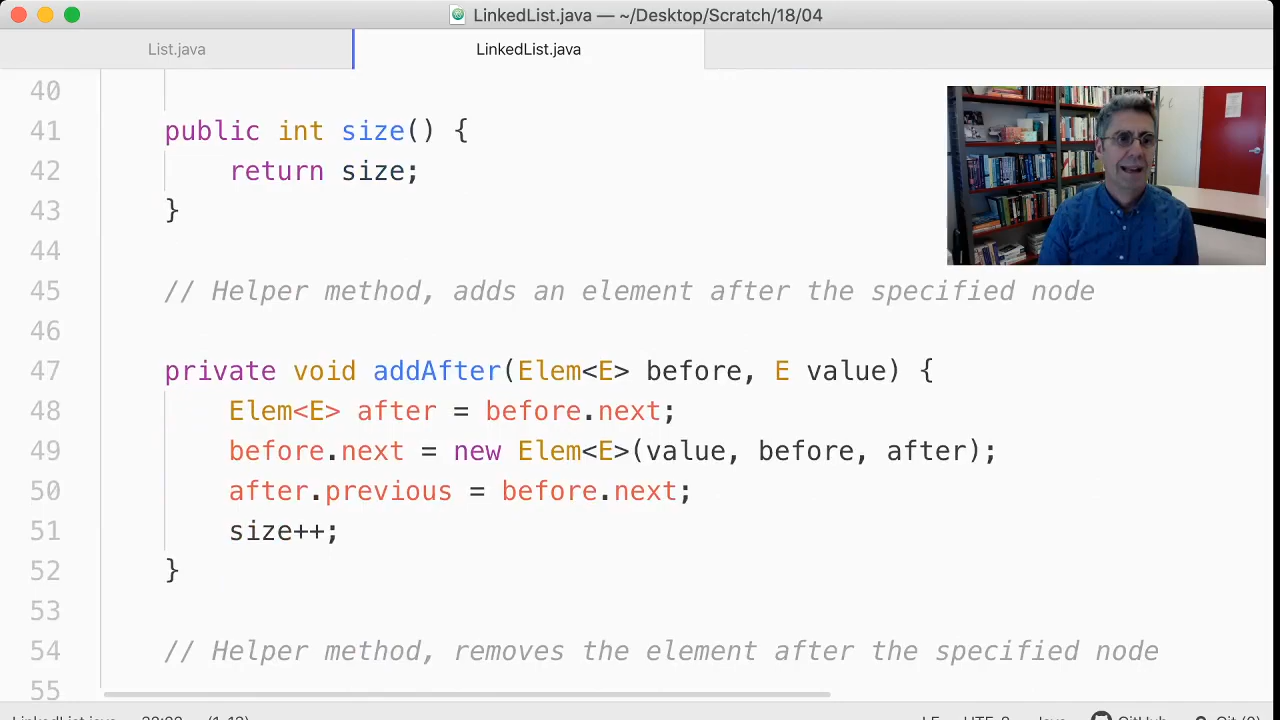 LinkedList.java — ~/Desktop/Scratch/18/04
List.java
LinkedList.java
40
41 public int size() {
42 return size;
43 }
44
45 // Helper method, adds an element after the specified node
46
47 private void addAfter(Elem<E> before, E value) {
48 Elem<E> after = before.next;
49 before.next = new Elem<E>(value, before, after);
50 after.previous = before.next;
51 size++;
52 }
53
54 // Helper method, removes the element after the specified node
55